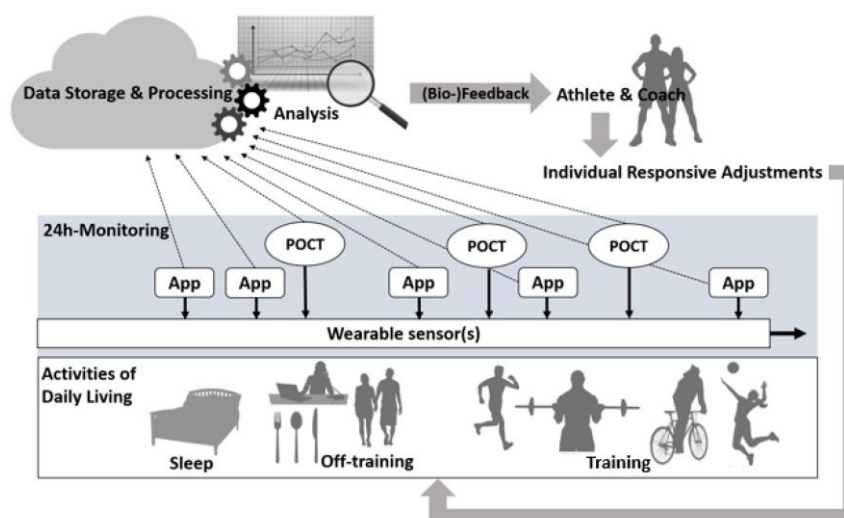 Data Storage & Processing
Analysis
(Bio-)Feedback
Athlete & Coach
Individual Responsive Adjustments
24h-Monitoring
POCT
POCT
POCT
App
App
App
App
App
Wearable sensor(s)
Activities of
Daily Living
Sleep
Off-training
Training